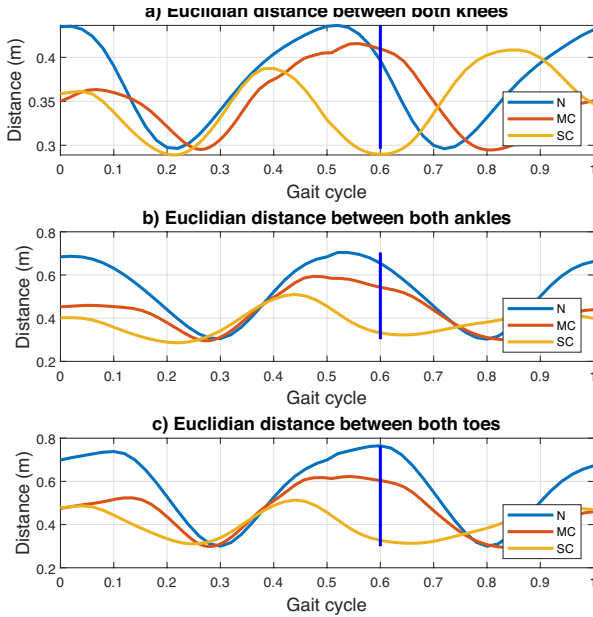 a) Euclidian distance between both knees
Distance (m)
0.4
0.35
0.3
0 0.1 0.2 0.3 0.4 0.5 0.6 0.7 0.8 0.9 1
Gait cycle
N
MC
SC
b) Euclidian distance between both ankles
Distance (m)
0.8
0.6
0.4
0.2
0 0.1 0.2 0.3 0.4 0.5 0.6 0.7 0.8 0.9 1
Gait cycle
N
MC
SC
c) Euclidian distance between both toes
Distance (m)
0.8
0.6
0.4
0.2
0 0.1 0.2 0.3 0.4 0.5 0.6 0.7 0.8 0.9 1
Gait cycle
N
MC
SC